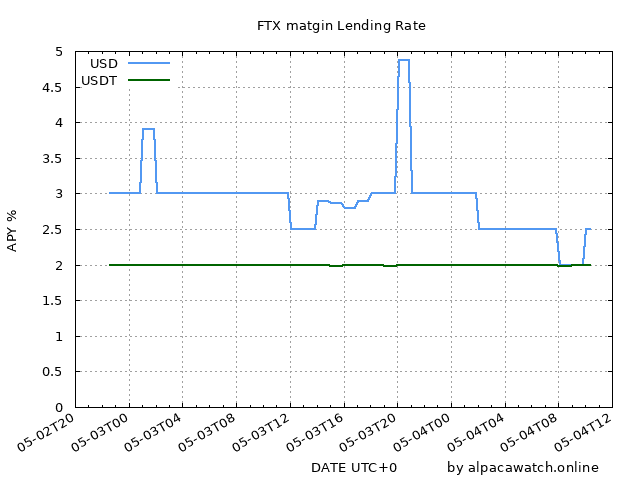 FTX matgin Lending Rate
USD
USDT
5
4.5
4
3.5
3
2.5
2
1.5
1
0.5
0
APY %
05-02T20
05-03T00
05-03T04
05-03T08
05-03T12
05-03T16
05-03T20
05-04T00
05-04T04
05-04T08
05-04T12
DATE UTC+0
by alpacawatch.online